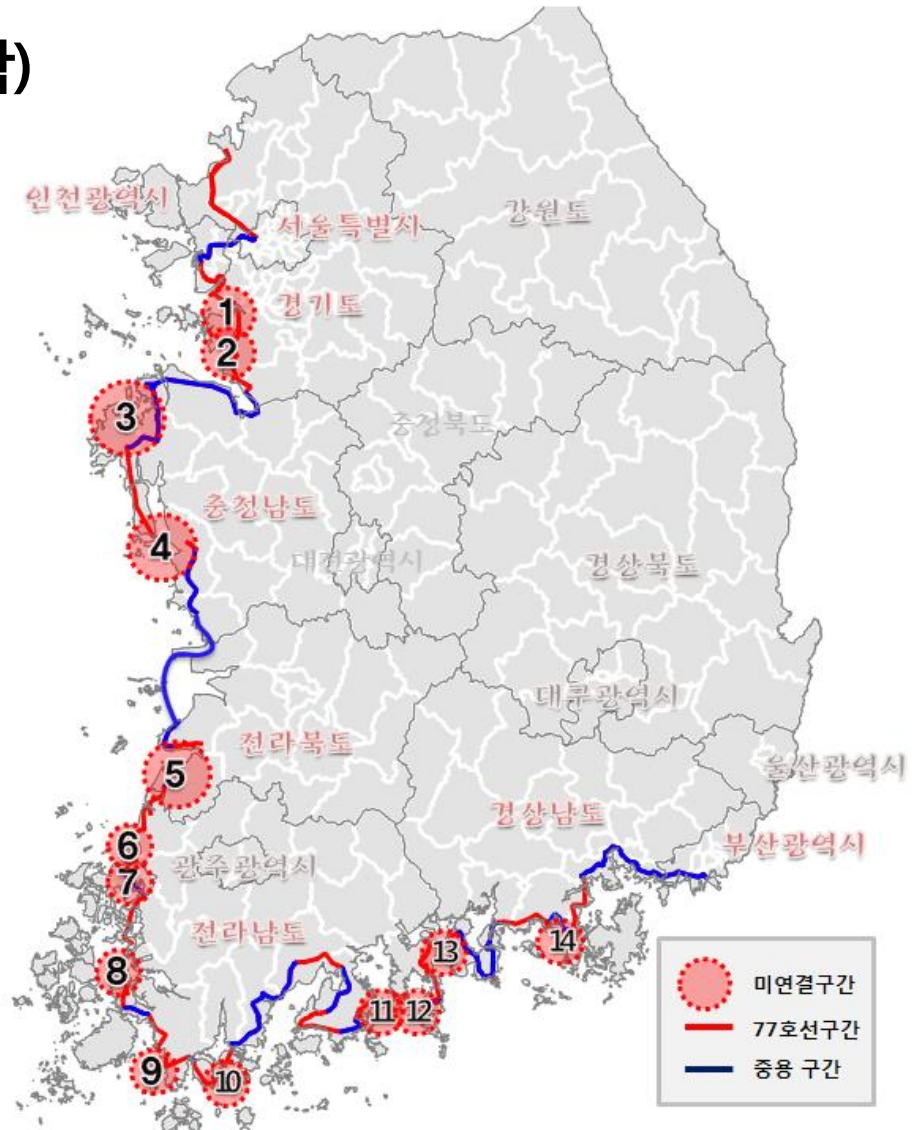 )
인천광역시
서울특별시
강원도
경기도
1
2
3
충청북도
충청남도
4
대전광역시
경상북도
대구광역시
전라북도
5
울산광역시
경상남도
부산광역시
6
광주광역시
7
전라남도
8
13
14
11
12
9
10
미연결구간
77호선구간
중용 구간